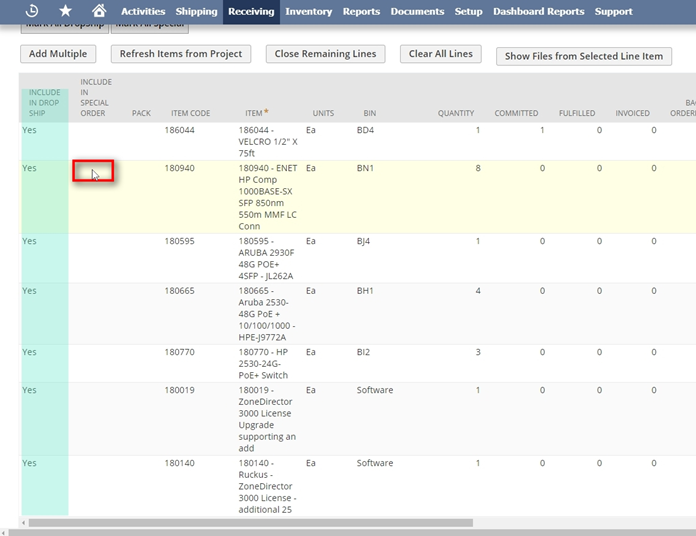 Activities Shipping Receiving Inventory Reports Documents Setup Dashboard Reports Support
Mark All Dropship Mark All Special
Add Multiple Refresh Items from Project Close Remaining Lines Clear All Lines Show Files from Selected Line Item
INCLUDE
IN DROP
SHIP
INCLUDE
IN
SPECIAL
ORDER
PACK ITEM CODE ITEM * UNITS BIN QUANTITY COMMITTED FULFILLED INVOICED
BA
ORDER
Yes 186044 186044 - Ea BD4 1 1 0 0
VELCRO 1/2" X
75ft
Yes 180940 180940 - ENET Ea BN1 8 0 0 0
HP Comp
1000BASE-SX
SFP 850nm
550m MMF LC
Conn
Yes 180595 180595 - Ea BJ4 1 0 0 0
ARUBA 2930F
48G POE+
4SFP - JL262A
Yes 180665 180665 - Ea BH1 4 0 0 0
Aruba 2530-
48G PoE +
10/100/1000 -
HPE-J9772A
Yes 180770 180770 - HP Ea BI2 3 0 0 0
2530-24G-
PoE+ Switch
Yes 180019 180019 - Ea Software 1 0 0 0
ZoneDirector
3000 License
Upgrade
supporting an
add
Yes 180140 180140 - Ea Software 1 0 0 0
Ruckus -
ZoneDirector
3000 License -
additional 25